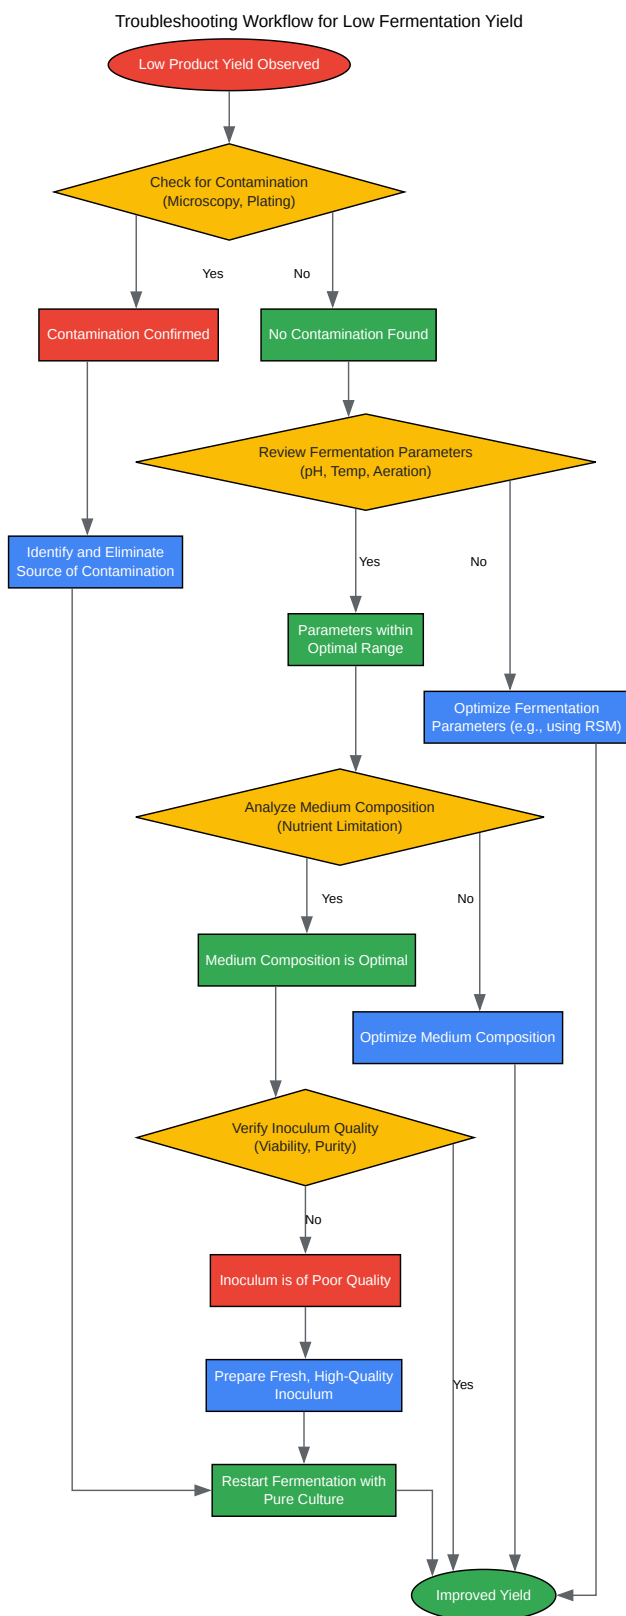 Troubleshooting Workflow for Low Fermentation Yield
Low Product Yield Observed
Check for Contamination
(Microscopy, Plating)
Yes
No
Contamination Confirmed
No Contamination Found
Review Fermentation Parameters
(pH, Temp, Aeration)
Identify and Eliminate
Source of Contamination
Yes
No
Parameters within
Optimal Range
Optimize Fermentation
Parameters (e.g., using RSM)
Analyze Medium Composition
(Nutrient Limitation)
Yes
No
Medium Composition is Optimal
Optimize Medium Composition
Verify Inoculum Quality
(Viability, Purity)
No
Inoculum is of Poor Quality
Prepare Fresh, High-Quality
Inoculum
Yes
Restart Fermentation with
Pure Culture
Improved Yield